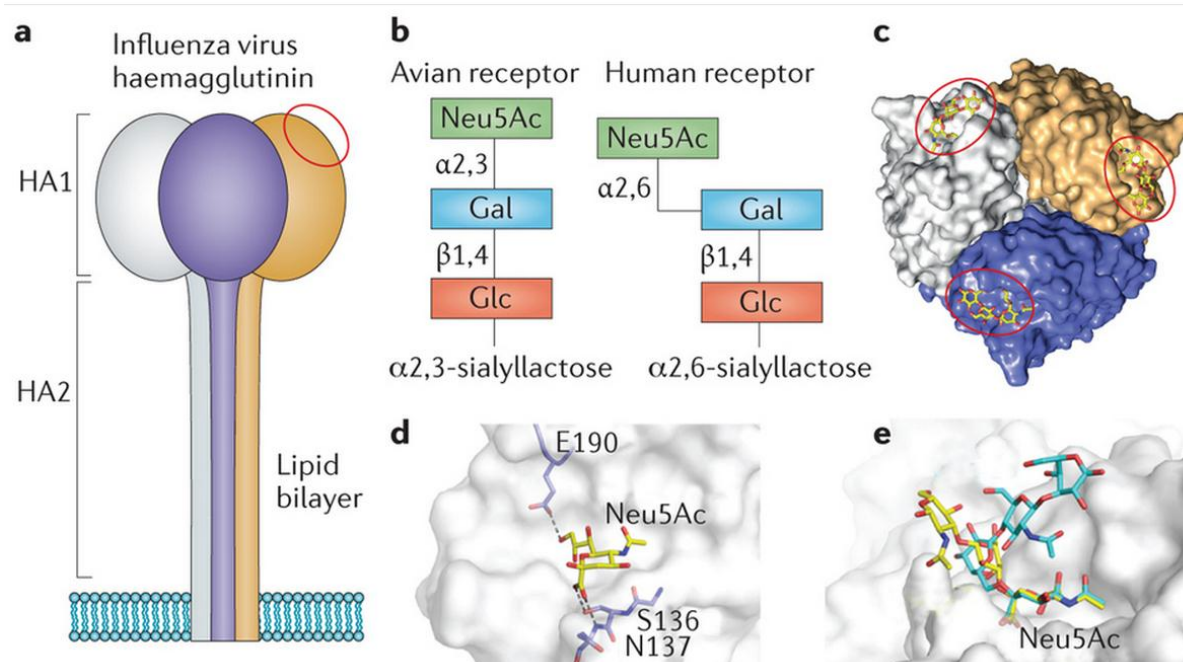 a
Influenza virus
haemagglutinin
HA1
HA2
Lipid
bilayer
b
Avian receptor
Neu5Ac
α2,3
Gal
β1,4
Glc
α2,3-sialyllactose
Human receptor
Neu5Ac
α2,6
Gal
β1,4
Glc
α2,6-sialyllactose
c
d
E190
Neu5Ac
S136
N137
e
Neu5Ac